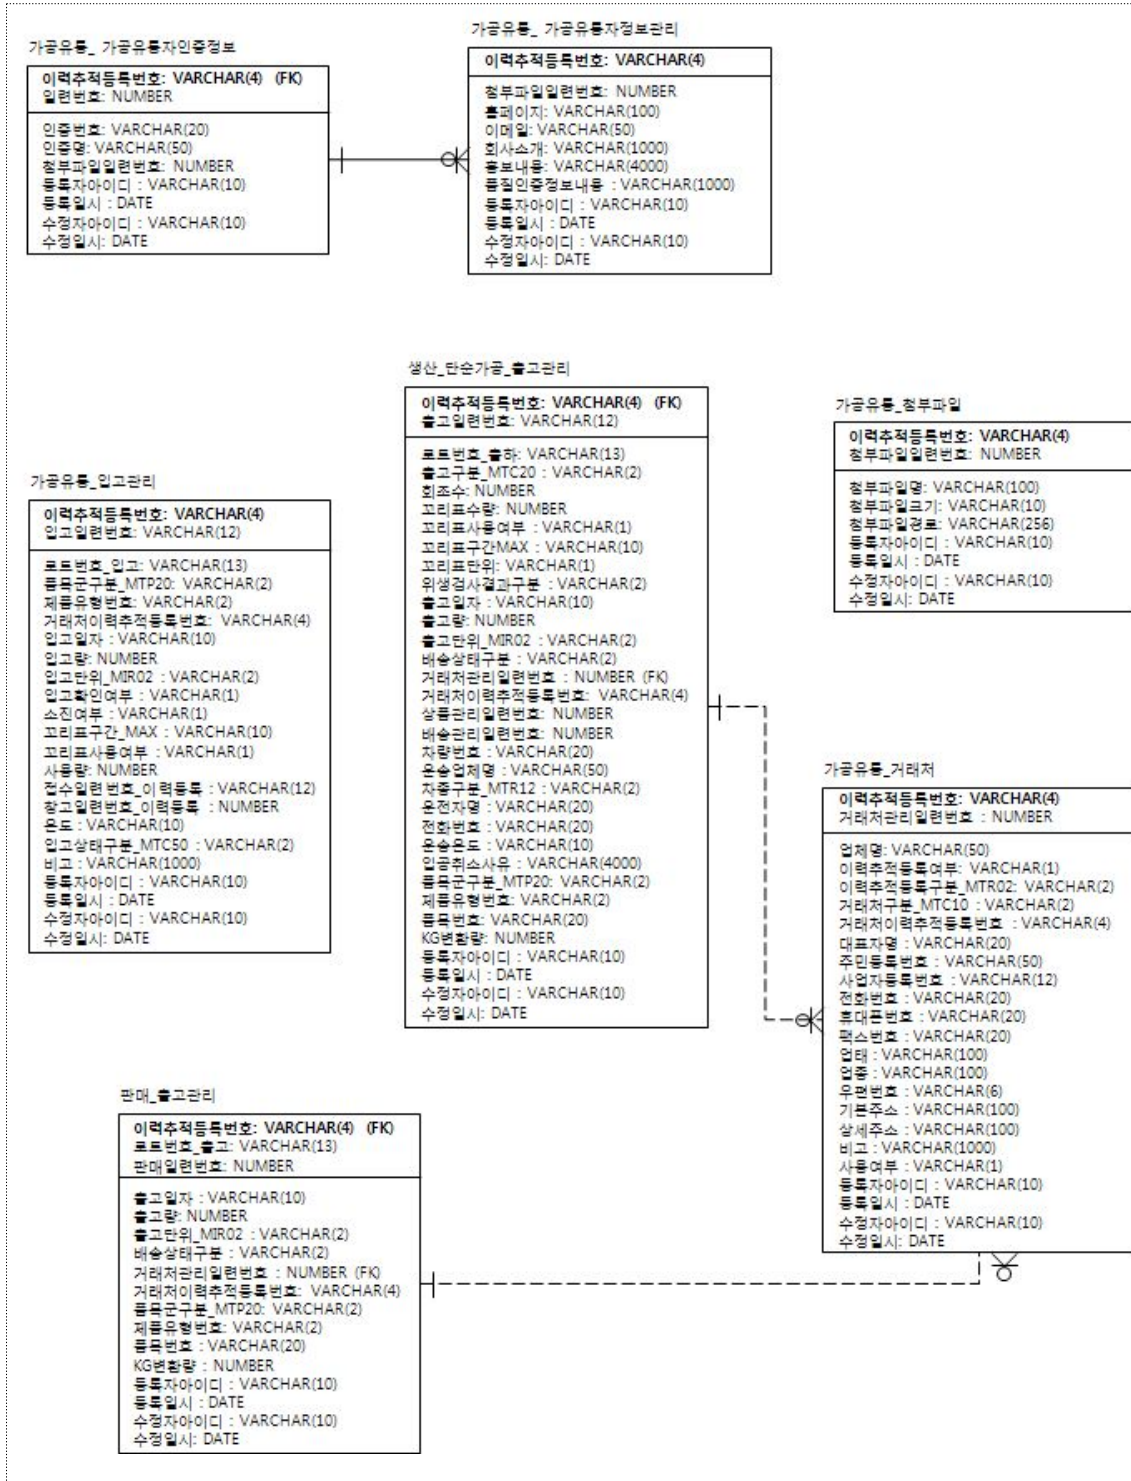 가공유통_ 가공유통자인증정보
이력추적등록번호: VARCHAR(4) (FK)
일련번호: NUMBER
인증번호: VARCHAR(20)
인증명: VARCHAR(50)
첨부파일일련번호: NUMBER
등록자아이디 : VARCHAR(10)
등록일시 : DATE
수정자아이디 : VARCHAR(10)
수정일시: DATE
가공유통_ 가공유통자정보관리
이력추적등록번호: VARCHAR(4)
첨부파일일련번호: NUMBER
홈페이지: VARCHAR(100)
이메일: VARCHAR(50)
회사소개: VARCHAR(1000)
홍보내용: VARCHAR(4000)
품질인증정보내용 : VARCHAR(1000)
등록자아이디 : VARCHAR(10)
등록일시 : DATE
수정자아이디 : VARCHAR(10)
수정일시: DATE
생산_단순가공_출고관리
이력추적등록번호: VARCHAR(4) (FK)
출고일련번호: VARCHAR(12)
로트번호_출하: VARCHAR(13)
출고구분_MTC20 : VARCHAR(2)
회조수: NUMBER
꼬리표수량: NUMBER
꼬리표사용여부 : VARCHAR(1)
꼬리표구간MAX : VARCHAR(10)
꼬리표단위: VARCHAR(1)
위생검사결과구분 : VARCHAR(2)
출고일자 : VARCHAR(10)
출고량: NUMBER
출고단위_MIR02 : VARCHAR(2)
배송상태구분 : VARCHAR(2)
거래처관리일련번호 : NUMBER (FK)
거래처이력추적등록번호: VARCHAR(4)
상품관리일련번호: NUMBER
배송관리일련번호: NUMBER
차량번호 : VARCHAR(20)
운송업체명: VARCHAR(50)
차종구분_MTR12 : VARCHAR(2)
운전자명 : VARCHAR(20)
전화번호 : VARCHAR(20)
운송온도 : VARCHAR(10)
입공취소사유 : VARCHAR(4000)
품목군구분_MTP20: VARCHAR(2)
제품유형번호: VARCHAR(2)
품목번호: VARCHAR(20)
KG변환량: NUMBER
등록자아이디 : VARCHAR(10)
등록일시 : DATE
수정자아이디 : VARCHAR(10)
수정일시: DATE
가공유통_첨부파일
이력추적등록번호: VARCHAR(4)
첨부파일일련번호: NUMBER
첨부파일명: VARCHAR(100)
첨부파일크기: VARCHAR(10)
첨부파일경로: VARCHAR(256)
등록자아이디 : VARCHAR(10)
등록일시 : DATE
수정자아이디 : VARCHAR(10)
수정일시: DATE
가공유통_입고관리
이력추적등록번호: VARCHAR(4)
입고일련번호: VARCHAR(12)
로트번호_입고: VARCHAR(13)
품목군구분_MTP20: VARCHAR(2)
제품유형번호: VARCHAR(2)
거래처이력추적등록번호: VARCHAR(4)
입고일자 : VARCHAR(10)
입고량: NUMBER
입고단위_MIR02 : VARCHAR(2)
입고확인여부 : VARCHAR(1)
소진여부 : VARCHAR(1)
꼬리표구간_MAX : VARCHAR(10)
꼬리표사용여부 : VARCHAR(1)
사용량: NUMBER
접수일련번호_이력등록 : VARCHAR(12)
창고일련번호_이력등록 : NUMBER
온도 : VARCHAR(10)
입고상태구분_MTC50 : VARCHAR(2)
비고 : VARCHAR(1000)
등록자아이디 : VARCHAR(10)
등록일시 : DATE
수정자아이디 : VARCHAR(10)
수정일시: DATE
가공유통_거래처
이력추적등록번호: VARCHAR(4)
거래처관리일련번호 : NUMBER
업체명: VARCHAR(50)
이력추적등록여부: VARCHAR(1)
이력추적등록구분_MTR02: VARCHAR(2)
거래처구분_MTC10 : VARCHAR(2)
거래처이력추적등록번호 : VARCHAR(4)
대표자명 : VARCHAR(20)
주민등록번호 : VARCHAR(50)
사업자등록번호 : VARCHAR(12)
전화번호 : VARCHAR(20)
휴대폰번호 : VARCHAR(20)
팩스번호 : VARCHAR(20)
업태 : VARCHAR(100)
업종 : VARCHAR(100)
우편번호 : VARCHAR(6)
기본주소 : VARCHAR(100)
상세주소 : VARCHAR(100)
비고 : VARCHAR(1000)
사용여부 : VARCHAR(1)
등록자아이디 : VARCHAR(10)
등록일시 : DATE
수정자아이디 : VARCHAR(10)
수정일시: DATE
판매_출고관리
이력추적등록번호: VARCHAR(4) (FK)
로트번호_출고: VARCHAR(13)
판매일련번호: NUMBER
출고일자 : VARCHAR(10)
출고량: NUMBER
출고단위_MIR02 : VARCHAR(2)
배송상태구분 : VARCHAR(2)
거래처관리일련번호 : NUMBER (FK)
거래처이력추적등록번호: VARCHAR(4)
품목군구분_MTP20: VARCHAR(2)
제품유형번호: VARCHAR(2)
품목번호 : VARCHAR(20)
KG변환량 : NUMBER
등록자아이디 : VARCHAR(10)
등록일시 : DATE
수정자아이디 : VARCHAR(10)
수정일시: DATE